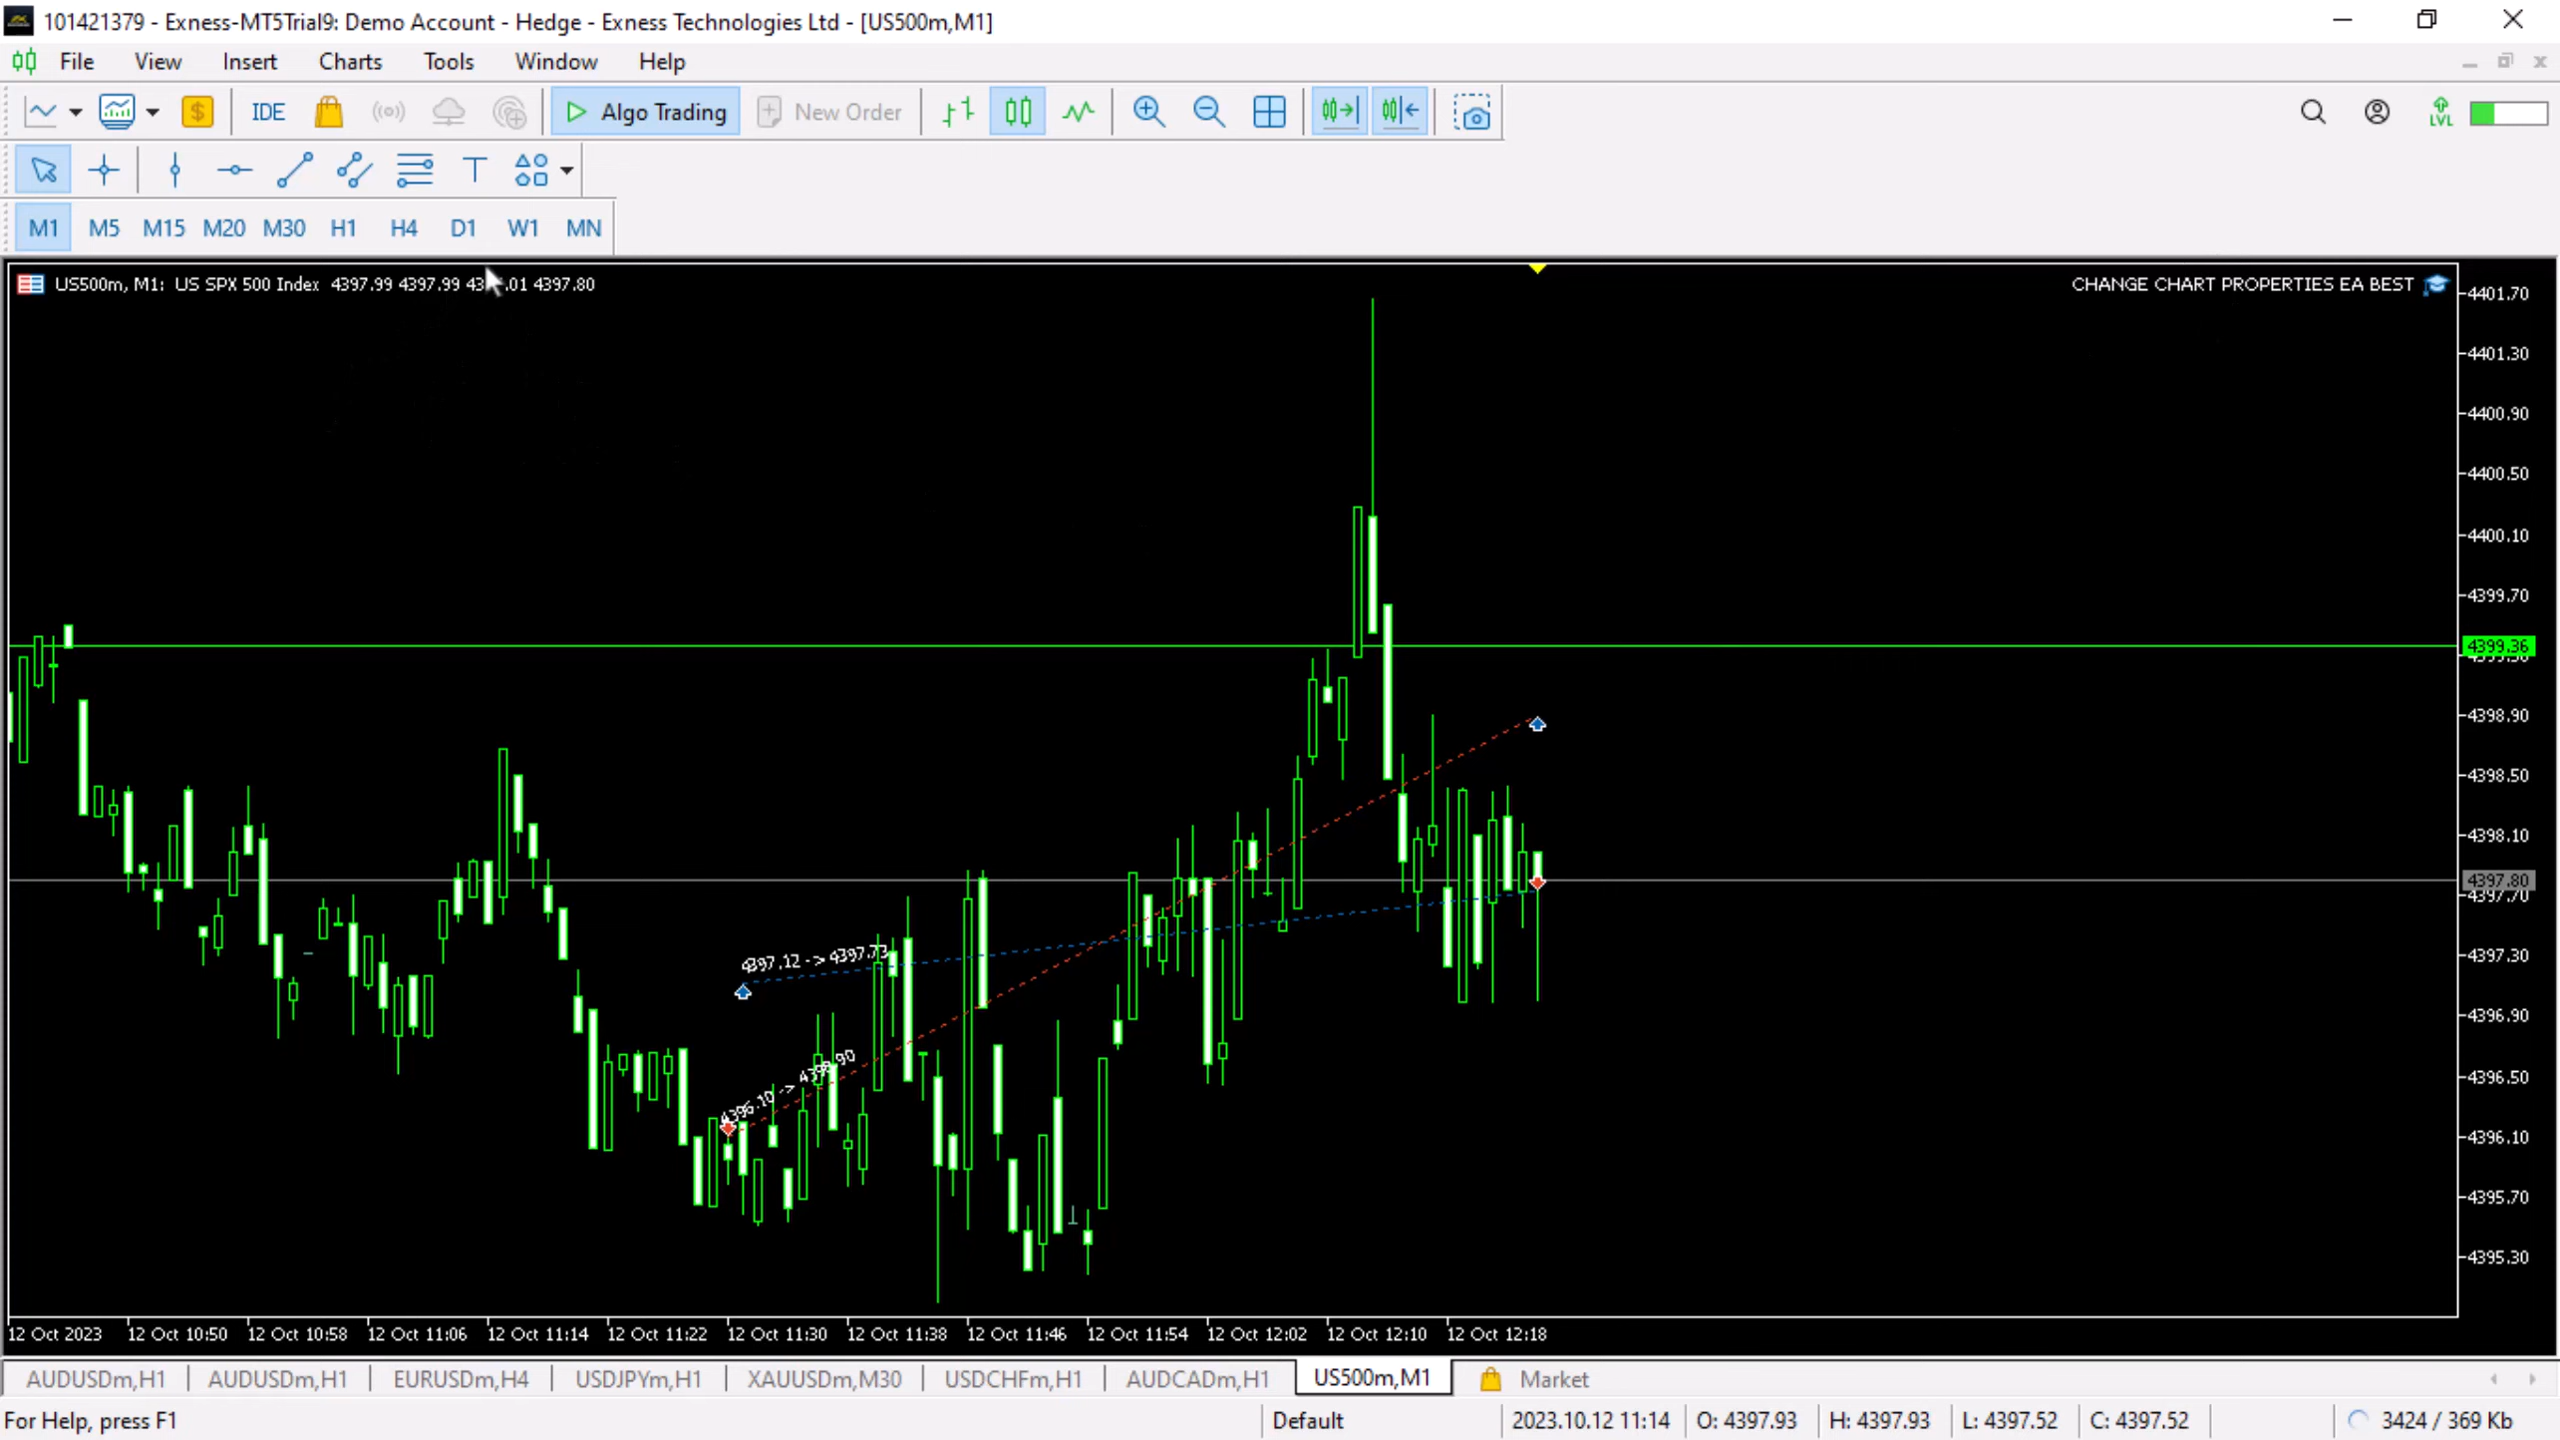 101421379 - Exness-MT5Trial9: Demo Account - Hedge - Exness Technologies Ltd - [US500m,M1]
File View Insert Charts Tools Window Help
IDE Algo Trading New Order LVL
M1 M5 M15 M20 M30 H1 H4 D1 W1 MN
US500m, M1: US SPX 500 Index 4397.99 4397.99 .01 4397.80
CHANGE CHART PROPERTIES EA BEST
4401.70
4401.30
4400.90
4400.50
4400.10
4399.70
4399.36
4398.90
4398.50
4398.10
4397.80
4397.70
4397.30
4396.90
4396.50
4396.10
4395.70
4395.30
4397.12 -> 4397.73
4396.10 -> 4398.90
12 Oct 2023 12 Oct 10:50 12 Oct 10:58 12 Oct 11:06 12 Oct 11:14 12 Oct 11:22 12 Oct 11:30 12 Oct 11:38 12 Oct 11:46 12 Oct 11:54 12 Oct 12:02 12 Oct 12:10 12 Oct 12:18
AUDUSDm,H1 AUDUSDm,H1 EURUSDm,H4 USDJPYm,H1 XAUUSDm,M30 USDCHFm,H1 AUDCADm,H1 US500m,M1 Market
For Help, press F1 Default 2023.10.12 11:14 O: 4397.93 H: 4397.93 L: 4397.52 C: 4397.52 3424 / 369 Kb